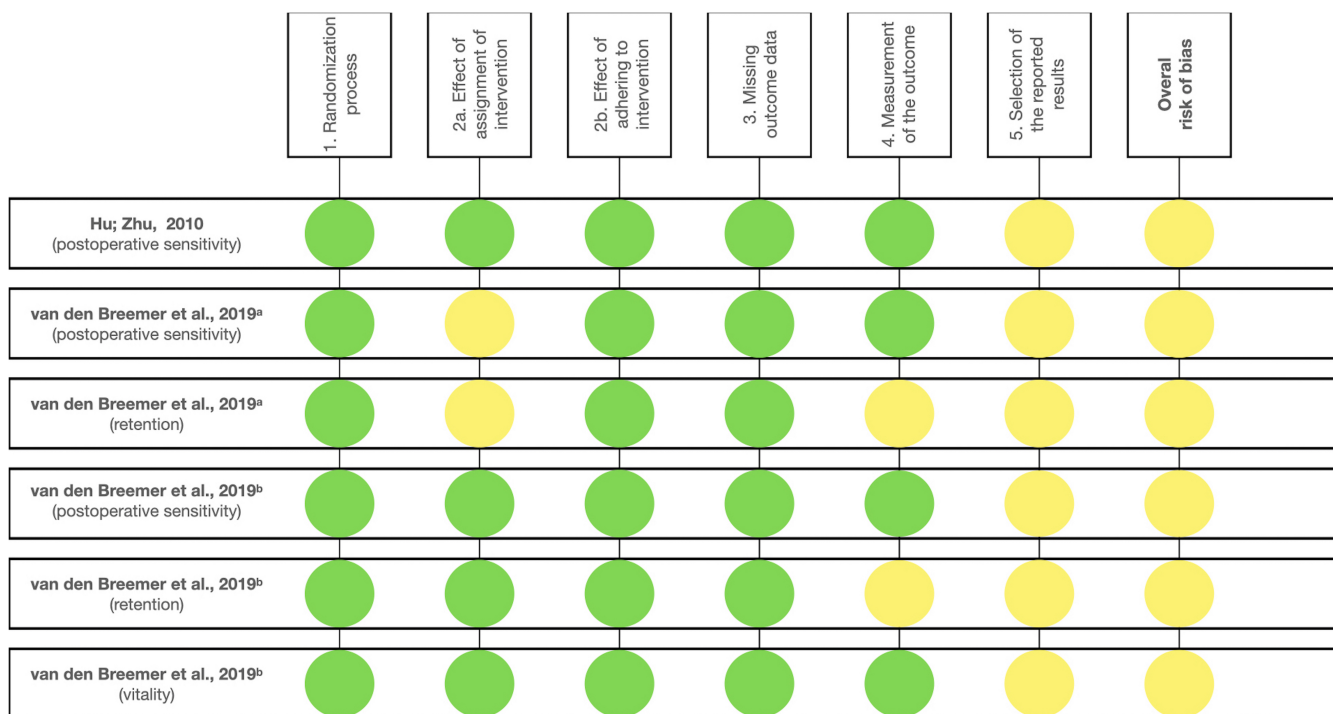 1. Randomization
process
2a. Effect of
assignment of
intervention
2b. Effect of
adhering to
intervention
3. Missing
outcome data
4. Measurement
of the outcome
5. Selection of
the reported
results
Overal
risk of bias
Hu; Zhu, 2010
(postoperative sensitivity)
van den Breemer et al., 2019ᵃ
(postoperative sensitivity)
van den Breemer et al., 2019ᵃ
(retention)
van den Breemer et al., 2019ᵇ
(postoperative sensitivity)
van den Breemer et al., 2019ᵇ
(retention)
van den Breemer et al., 2019ᵇ
(vitality)